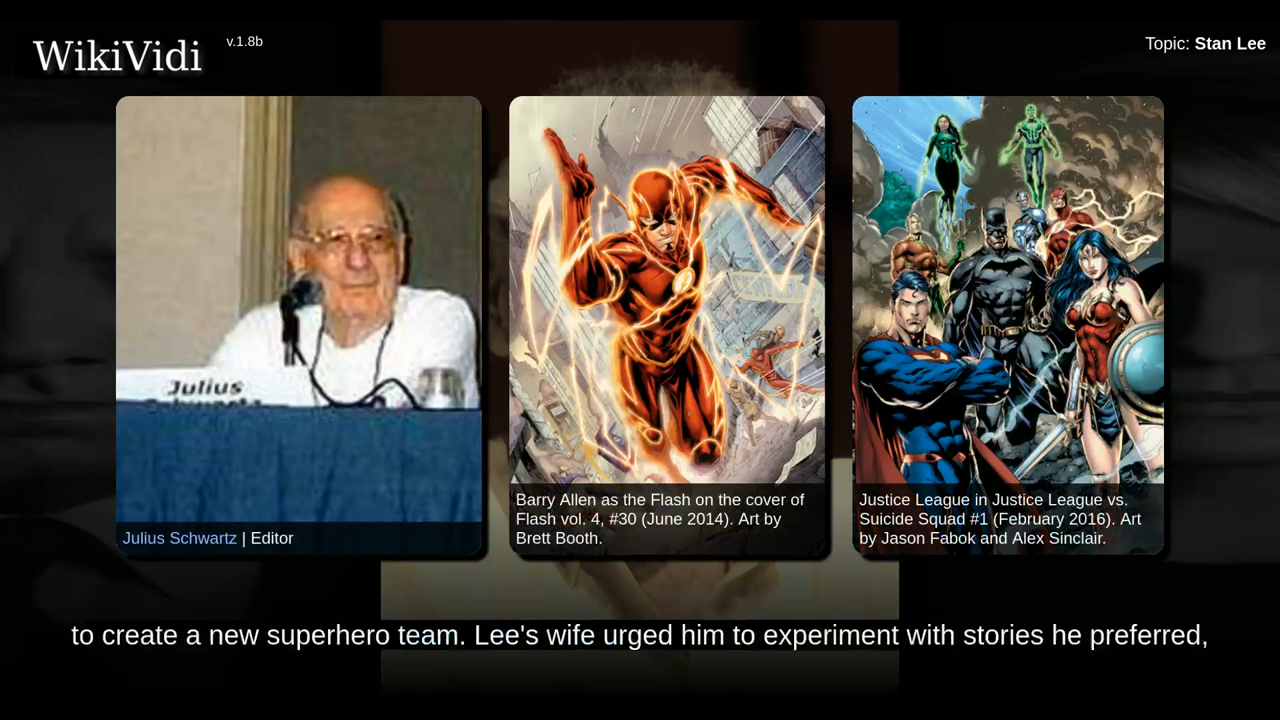 WikiVidi
v.1.8b
Topic: Stan Lee
Julius
Julius Schwartz | Editor
Barry Allen as the Flash on the cover of
Flash vol. 4, #30 (June 2014). Art by
Brett Booth.
Justice League in Justice League vs.
Suicide Squad #1 (February 2016). Art
by Jason Fabok and Alex Sinclair.
to create a new superhero team. Lee's wife urged him to experiment with stories he preferred,